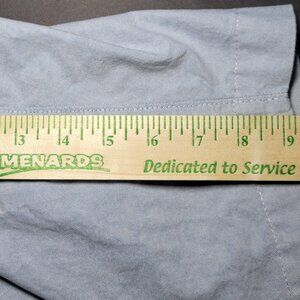 3 4 5 6 7 8 9
MENARDS Dedicated to Service